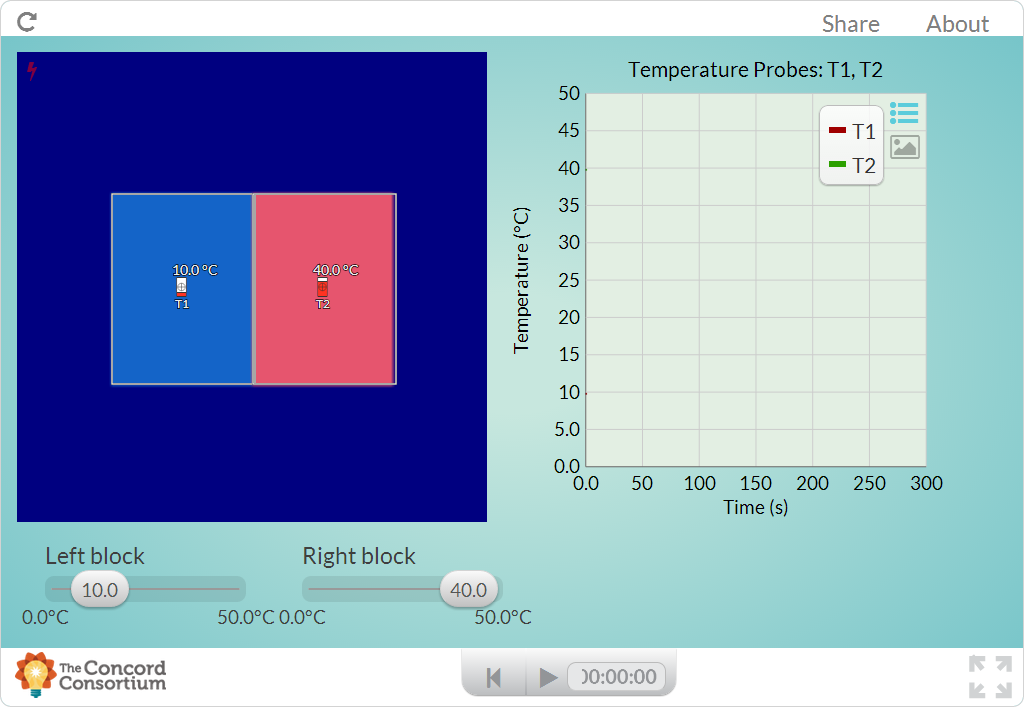 Share About
Temperature Probes: T1, T2
10.0 °C 40.0 °C
T1 T2
Temperature (°C)
50
45
40
35
30
25
20
15
10
5.0
0.0
T1
T2
0.0 50 100 150 200 250 300
Time (s)
Left block Right block
10.0 40.0
0.0°C 50.0°C 0.0°C 50.0°C
The Concord
Consortium
00:00:00